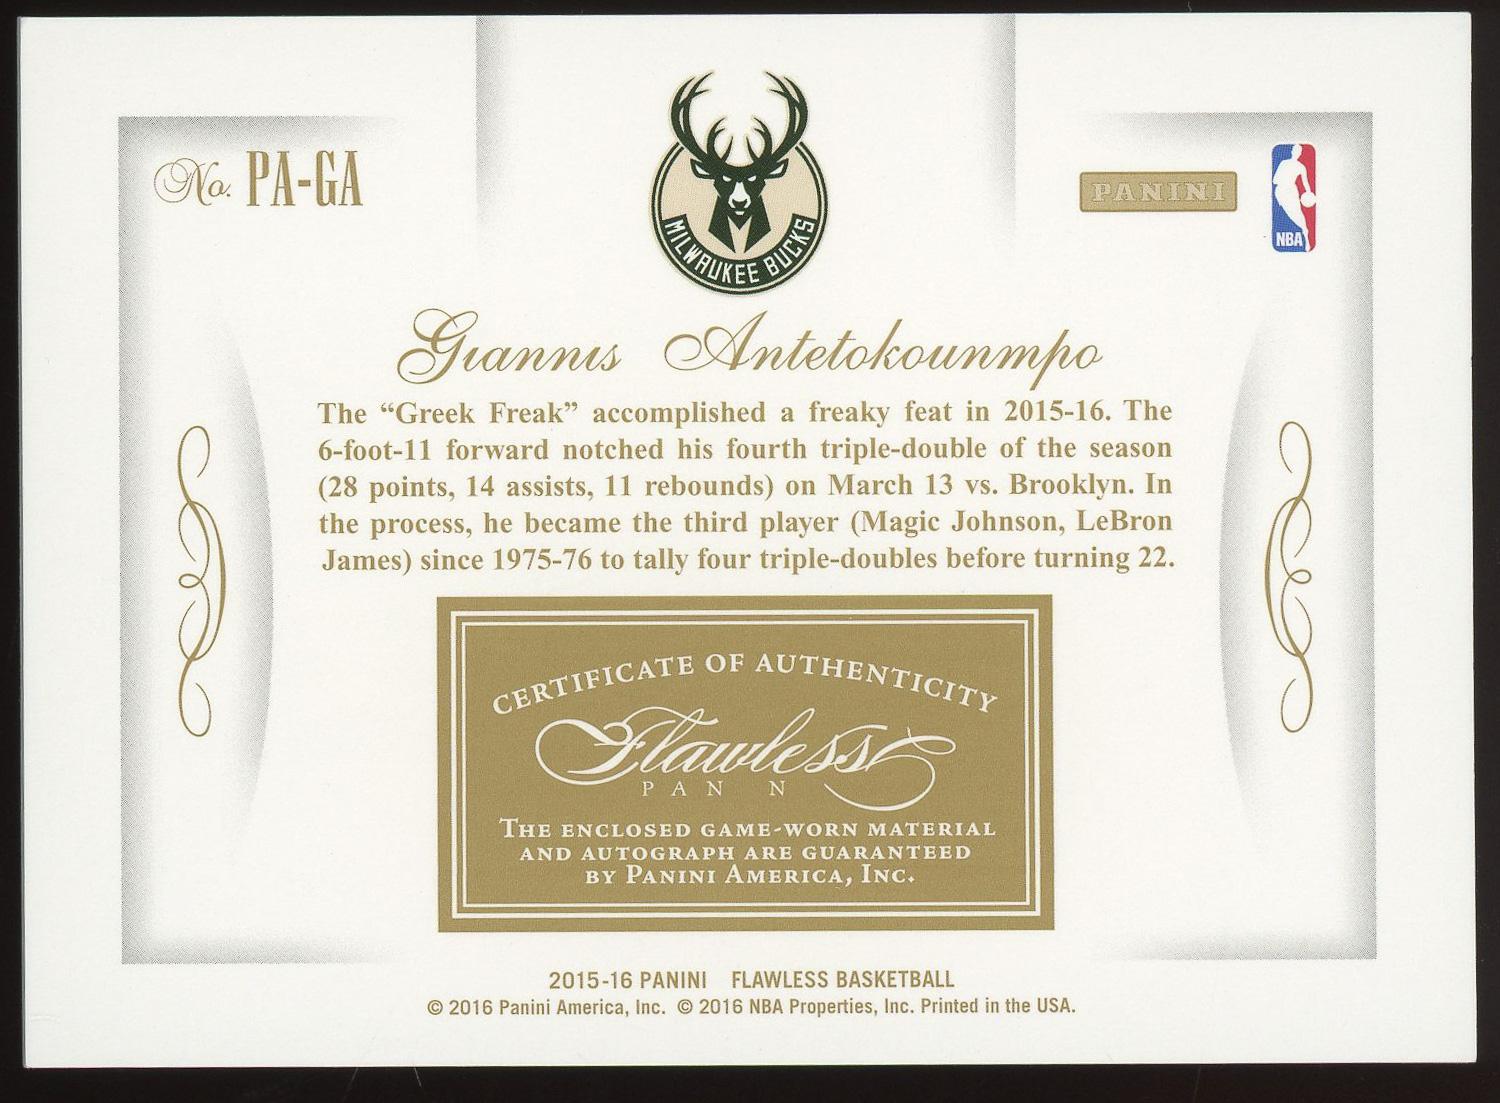 No. PA-GA
MILWAUKEE BUCKS
PANINI
NBA
Giannis Antetokounmpo
The “Greek Freak” accomplished a freaky feat in 2015-16. The
6-foot-11 forward notched his fourth triple-double of the season
(28 points, 14 assists, 11 rebounds) on March 13 vs. Brooklyn. In
the process, he became the third player (Magic Johnson, LeBron
James) since 1975-76 to tally four triple-doubles before turning 22.
CERTIFICATE OF AUTHENTICITY
Flawless
PAN N
THE ENCLOSED GAME-WORN MATERIAL
AND AUTOGRAPH ARE GUARANTEED
BY PANINI AMERICA, INC.
2015-16 PANINI FLAWLESS BASKETBALL
© 2016 Panini America, Inc. © 2016 NBA Properties, Inc. Printed in the USA.